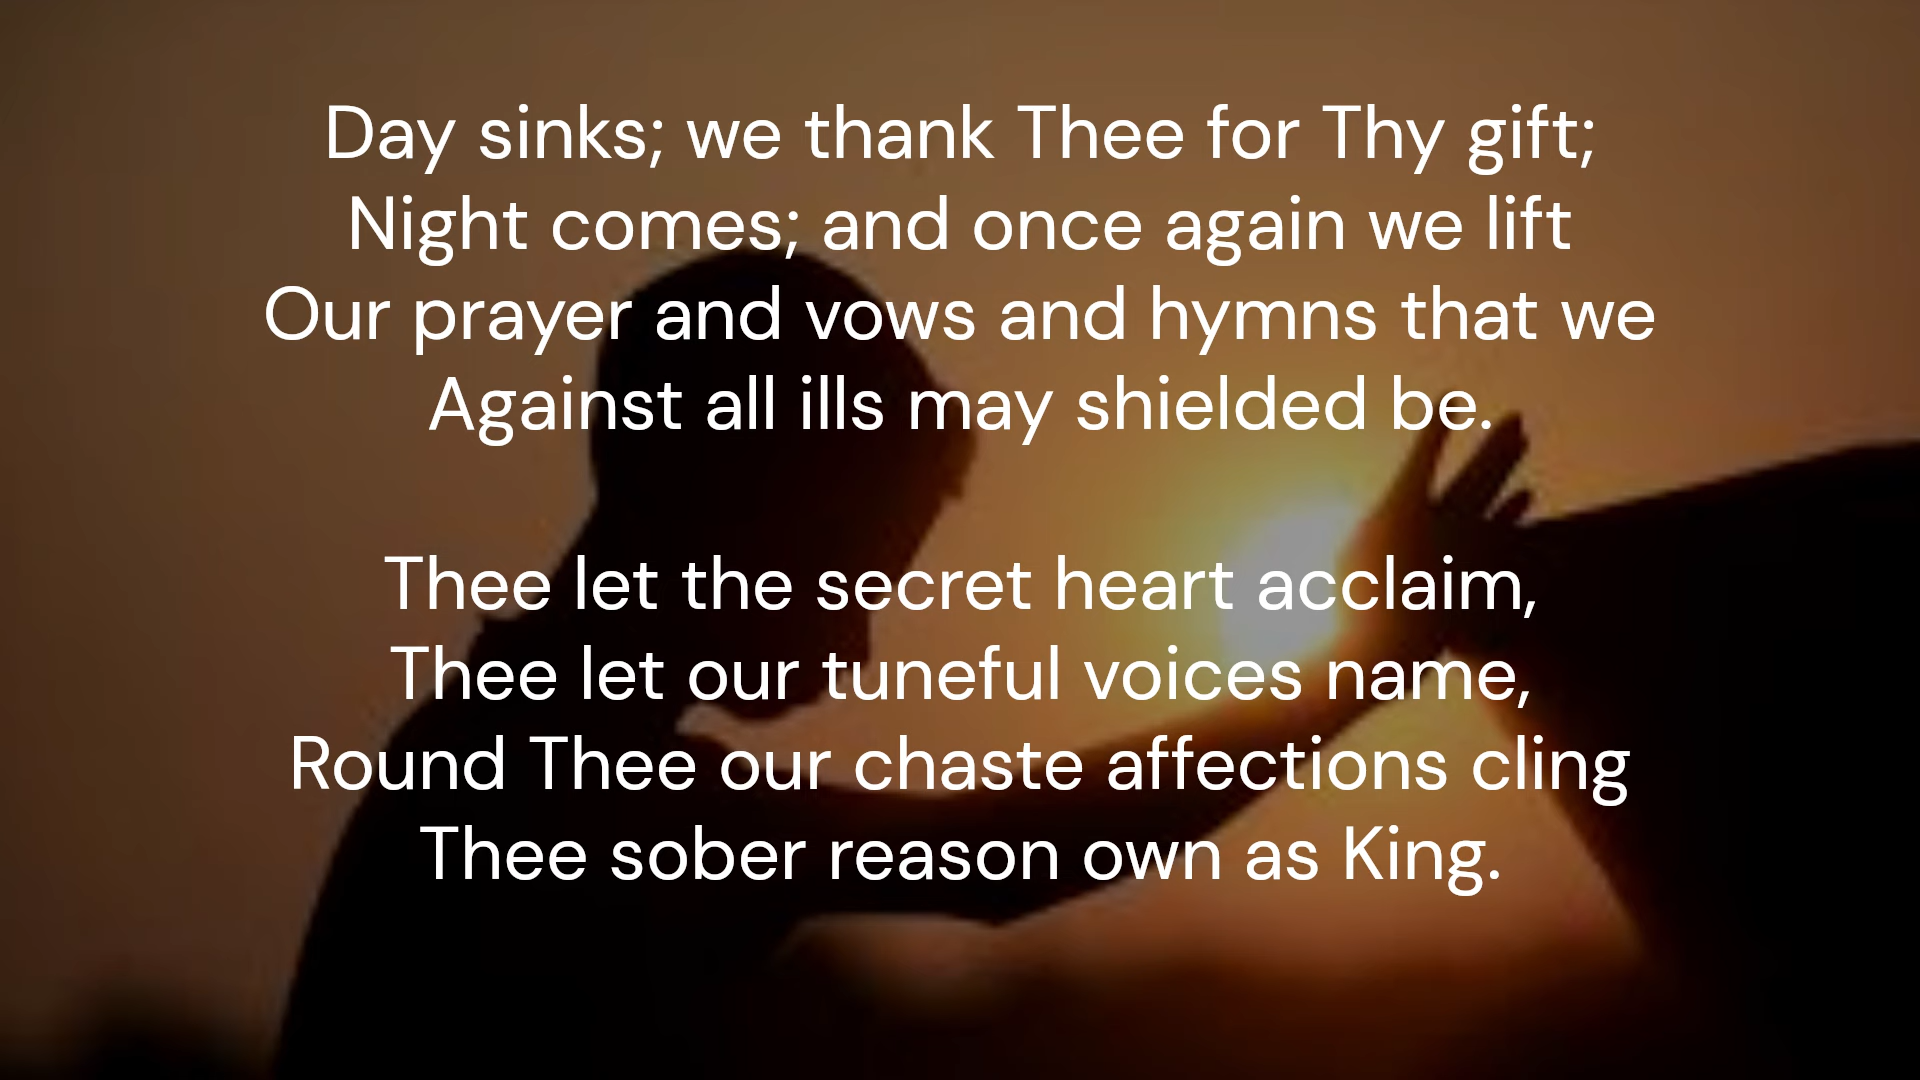 Day sinks; we thank Thee for Thy gift;
Night comes; and once again we lift
Our prayer and vows and hymns that we
Against all ills may shielded be.
Thee let the secret heart acclaim,
Thee let our tuneful voices name,
Round Thee our chaste affections cling
Thee sober reason own as King.